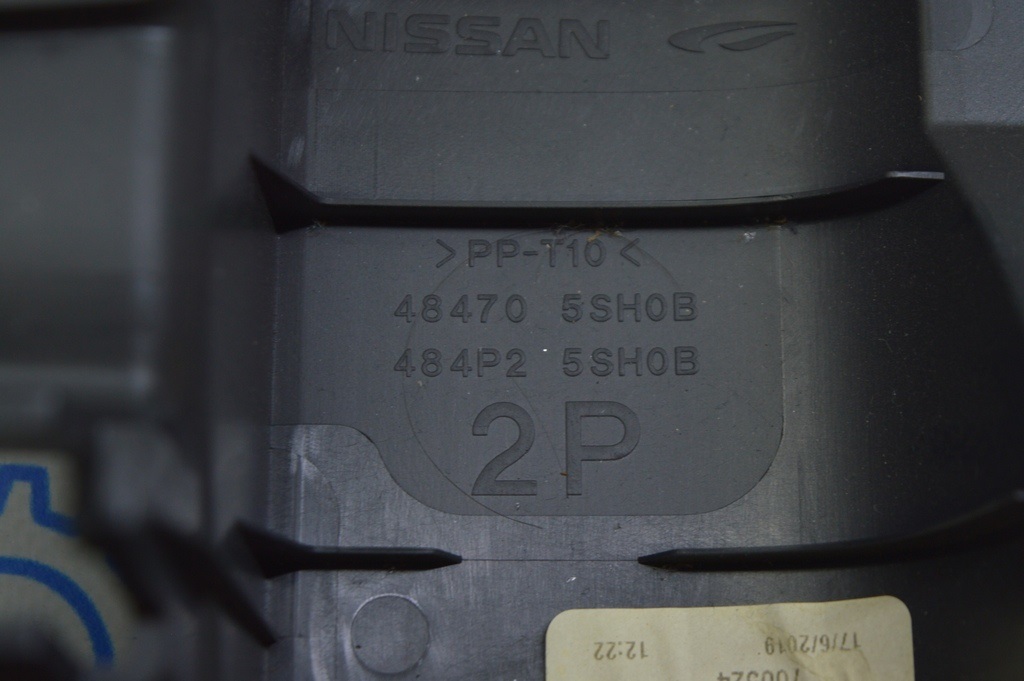 NISSAN
>PP-T10<
48470 5SH0B
484P2 5SH0B
2P
17/6/2019 12:22